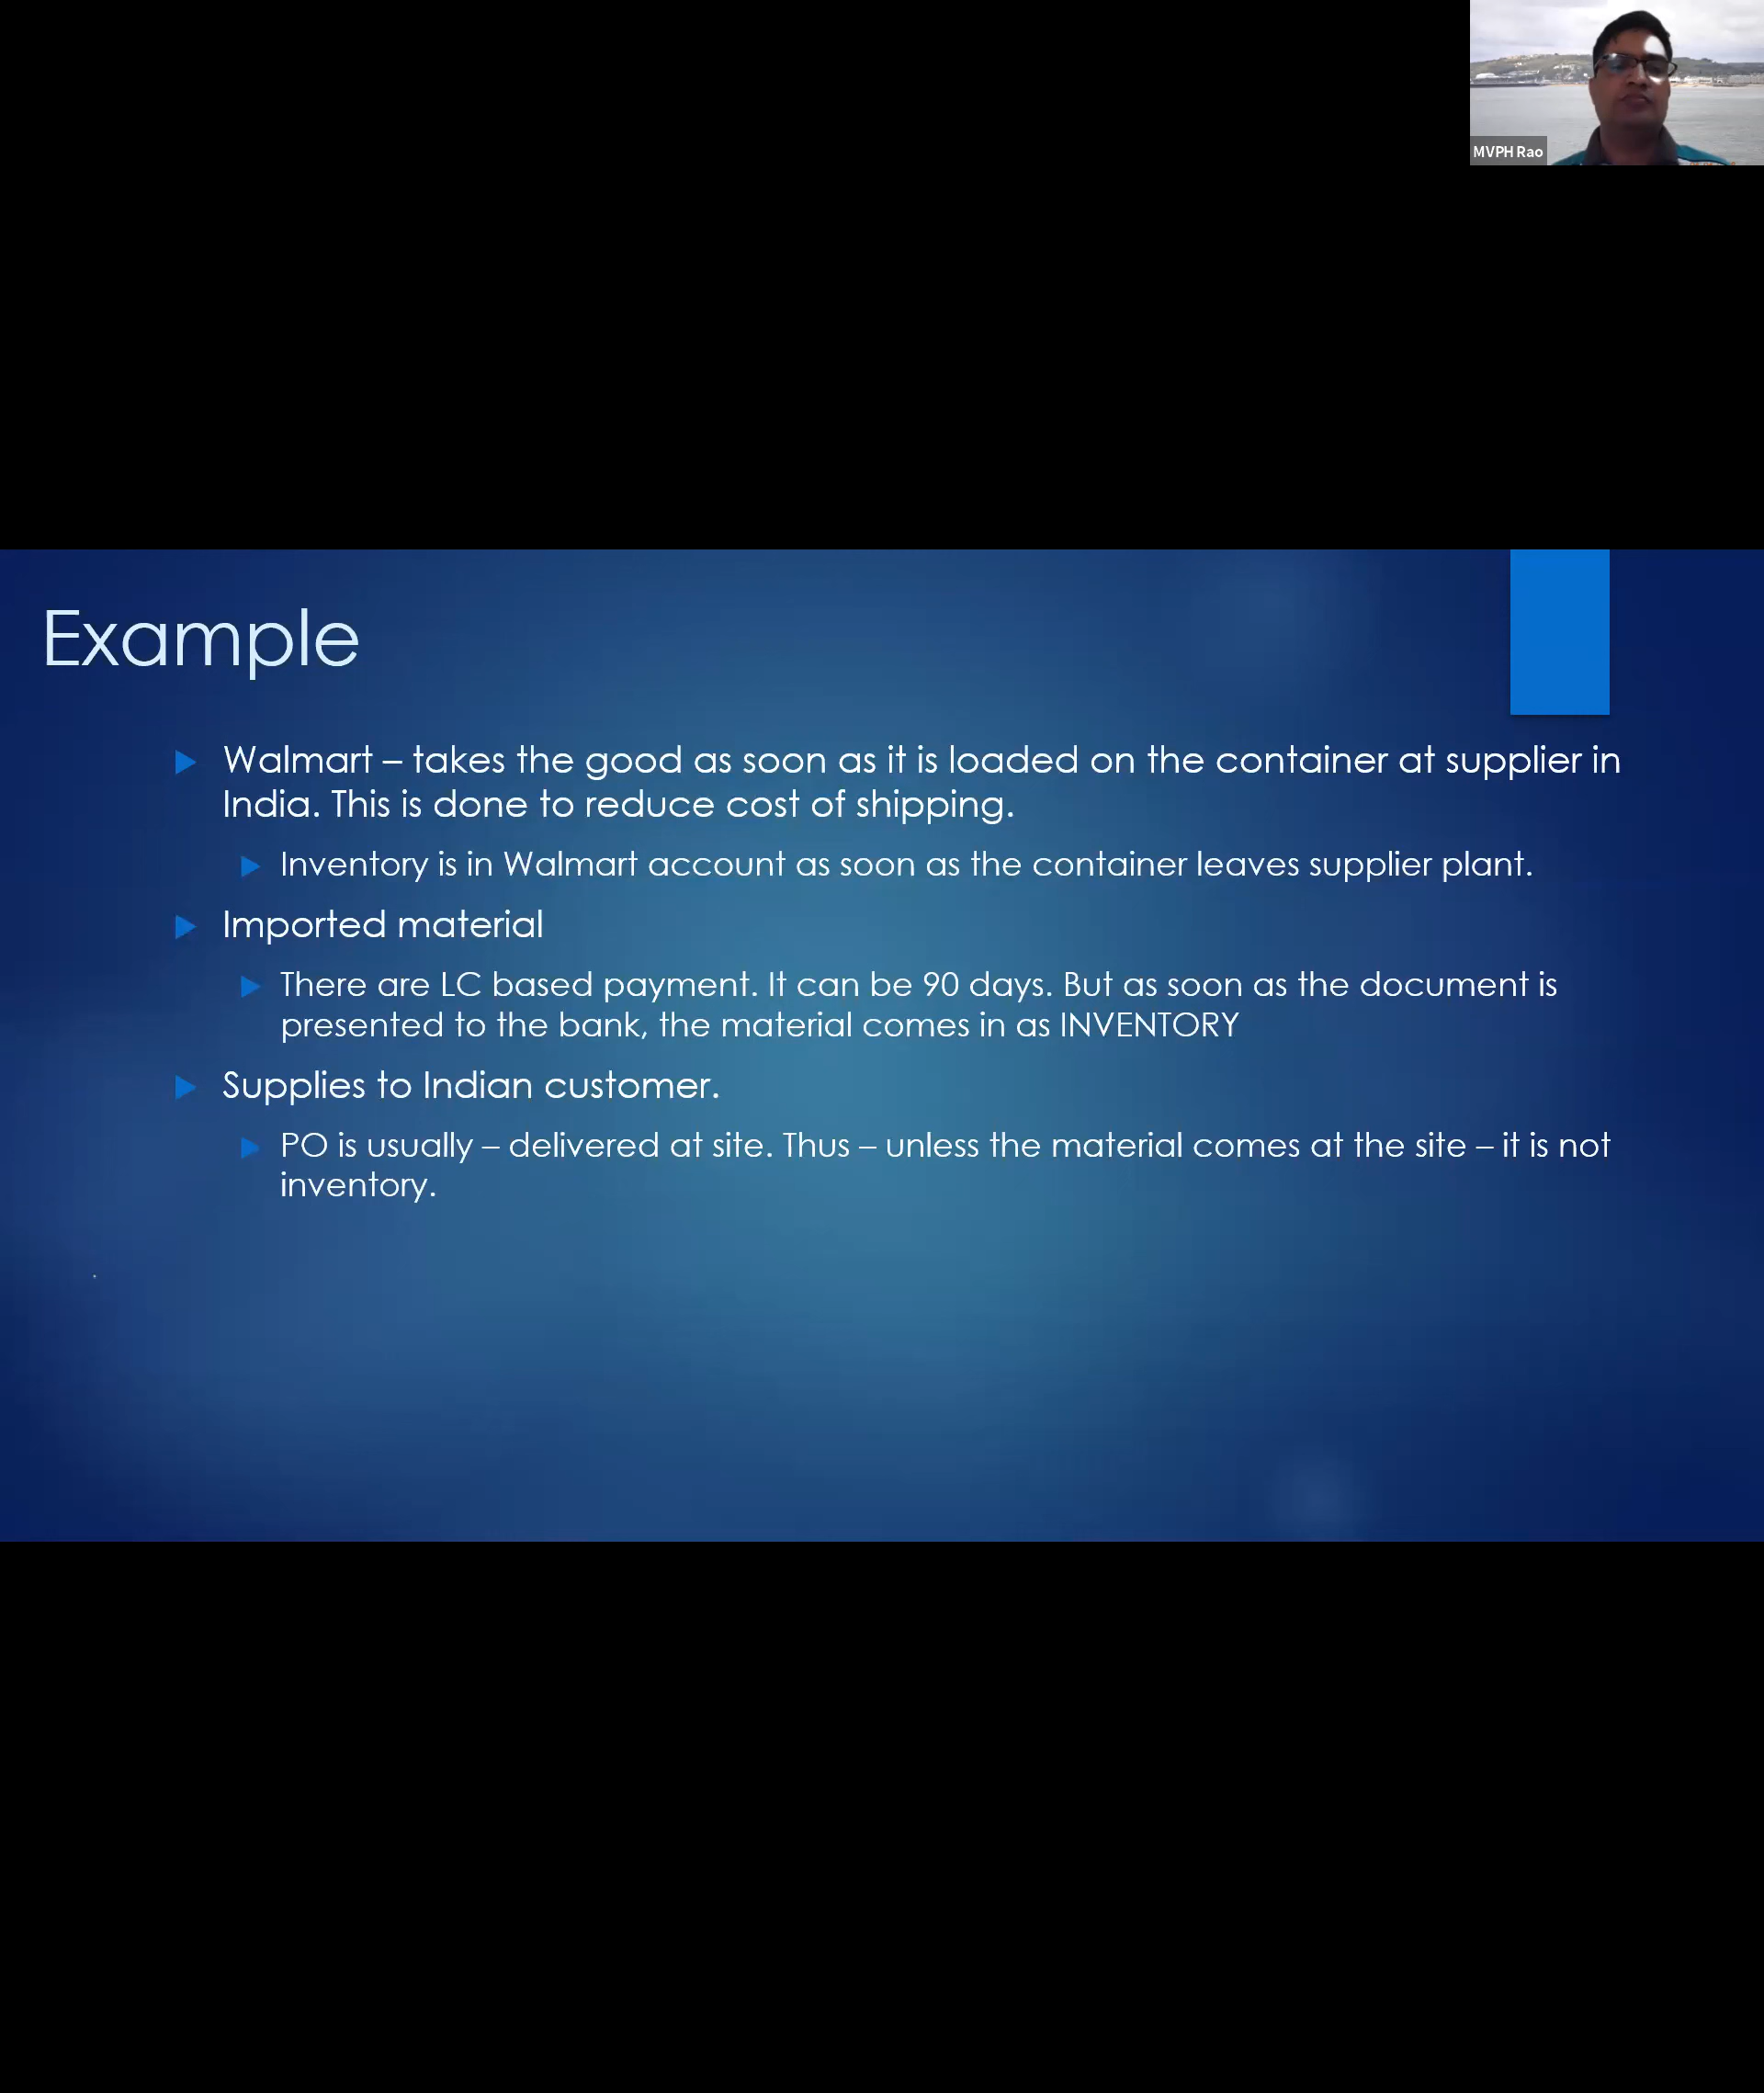 MVPH Rao
Example
Walmart – takes the good as soon as it is loaded on the container at supplier in
India. This is done to reduce cost of shipping.
Inventory is in Walmart account as soon as the container leaves supplier plant.
Imported material
There are LC based payment. It can be 90 days. But as soon as the document is
presented to the bank, the material comes in as INVENTORY
Supplies to Indian customer.
PO is usually – delivered at site. Thus – unless the material comes at the site – it is not
inventory.